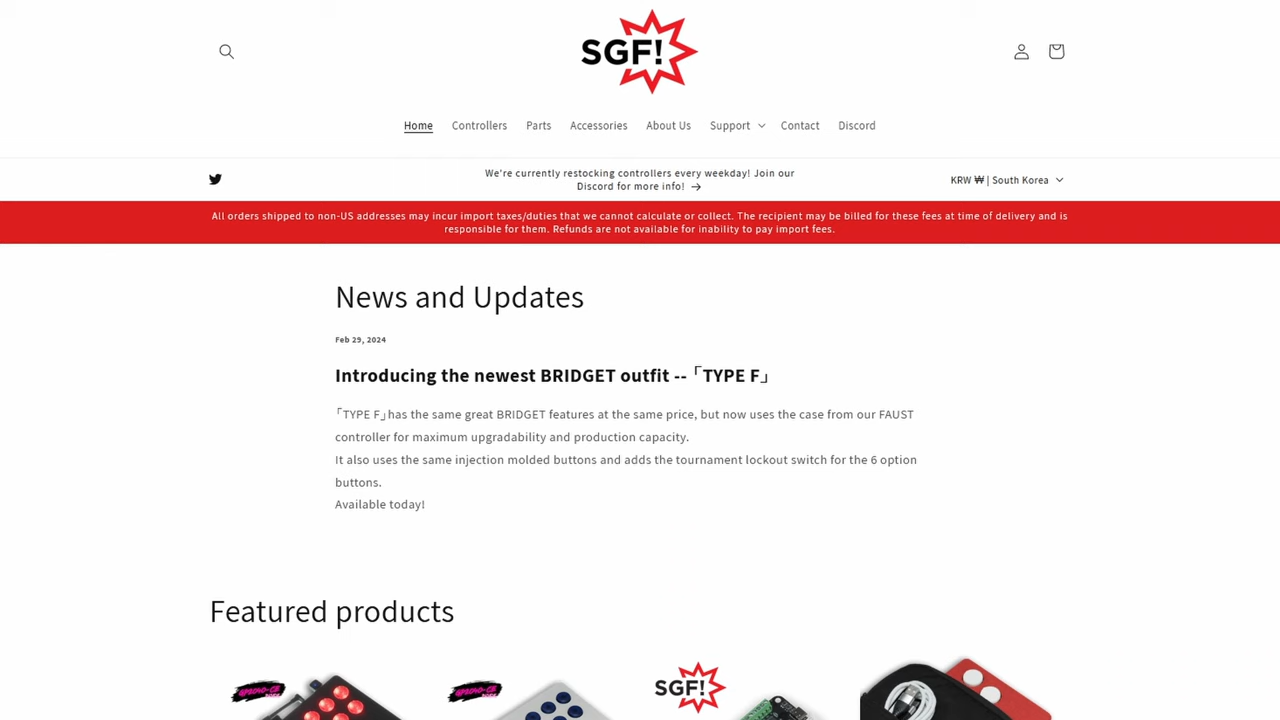 SGF!
Home
Controllers
Parts
Accessories
About Us
Support
Contact
Discord
We're currently restocking controllers every weekday! Join our
Discord for more info! →
KRW ₩ | South Korea
All orders shipped to non-US addresses may incur import taxes/duties that we cannot calculate or collect. The recipient may be billed for these fees at time of delivery and is
responsible for them. Refunds are not available for inability to pay import fees.
News and Updates
Feb 29, 2024
Introducing the newest BRIDGET outfit --「TYPE F」
「TYPE F」has the same great BRIDGET features at the same price, but now uses the case from our FAUST
controller for maximum upgradability and production capacity.
It also uses the same injection molded buttons and adds the tournament lockout switch for the 6 option
buttons.
Available today!
Featured products
GP2040-CE
GP2040-CE
SGF!